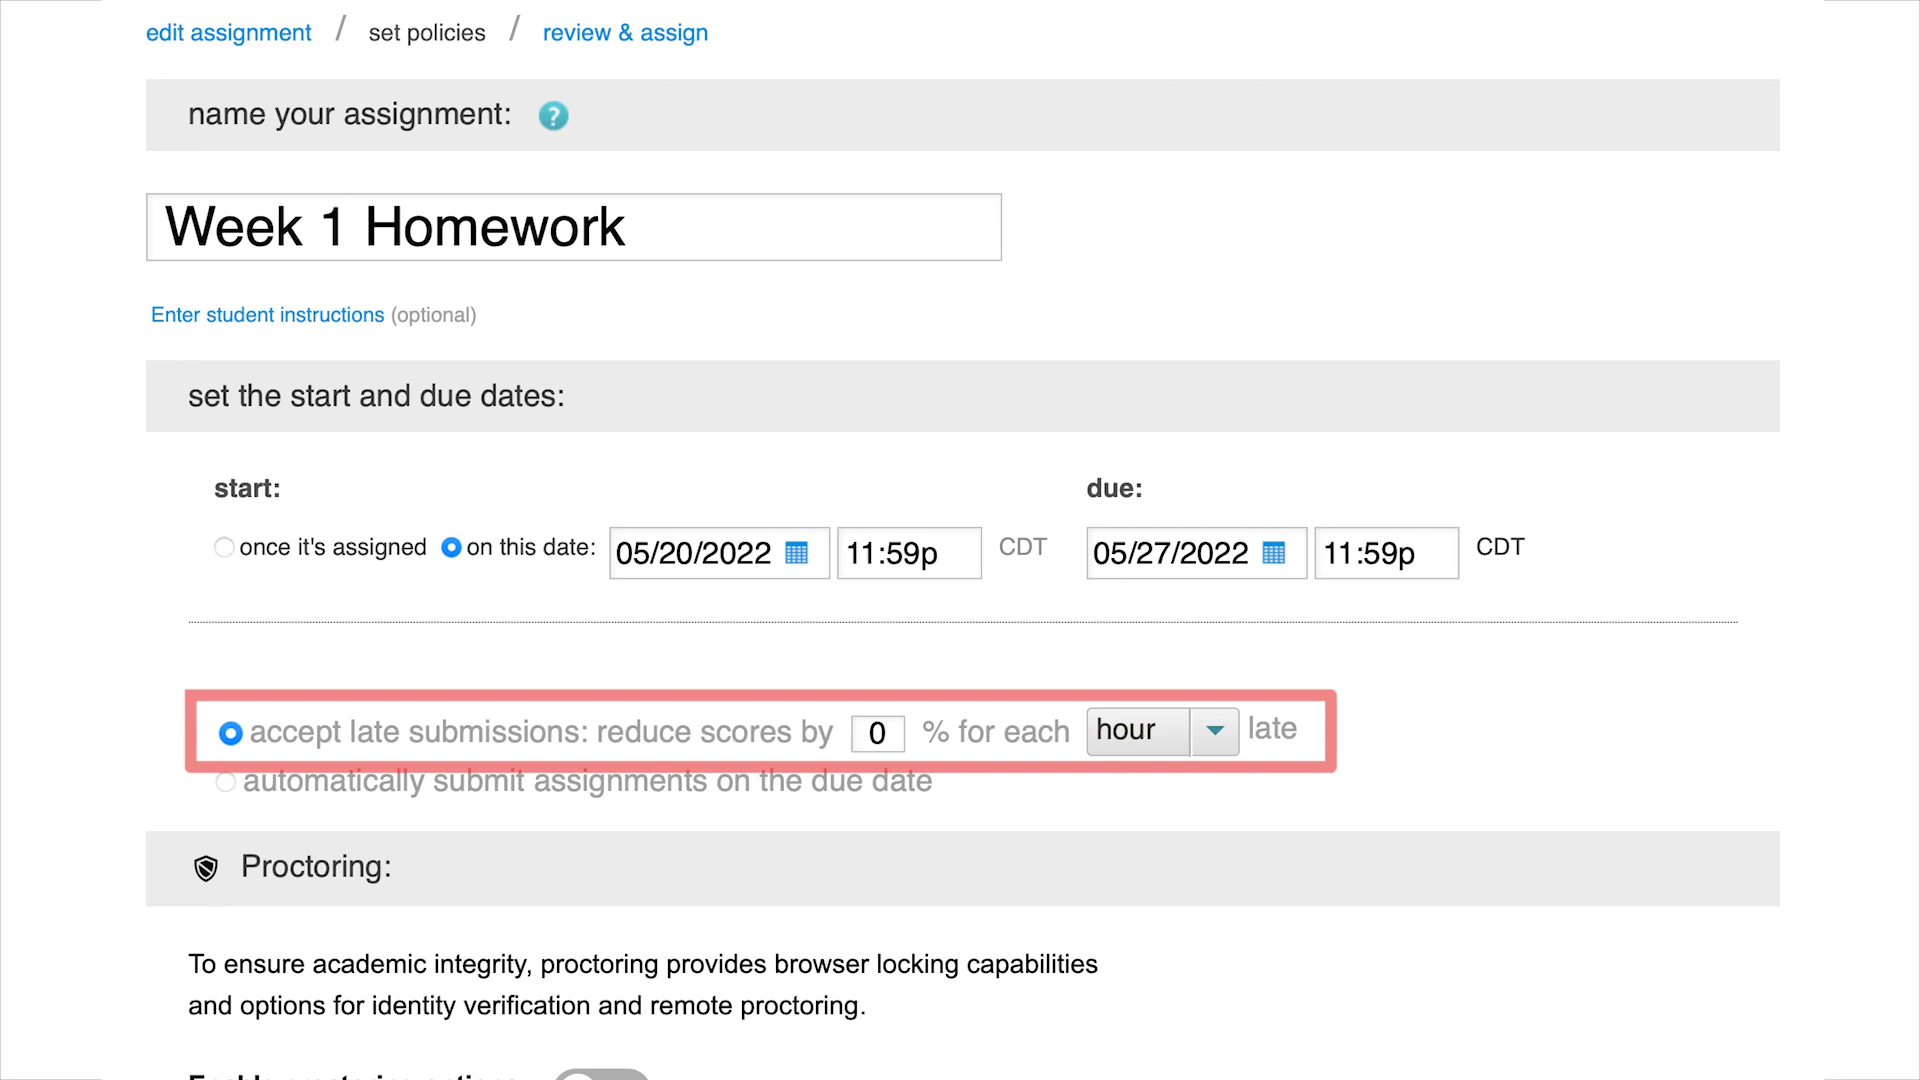 edit assignment / set policies / review & assign
name your assignment: ?
Week 1 Homework
Enter student instructions (optional)
set the start and due dates:
start: due:
once it's assigned on this date: 05/20/2022 11:59p CDT 05/27/2022 11:59p CDT
accept late submissions: reduce scores by 0 % for each hour late
automatically submit assignments on the due date
Proctoring:
To ensure academic integrity, proctoring provides browser locking capabilities
and options for identity verification and remote proctoring.